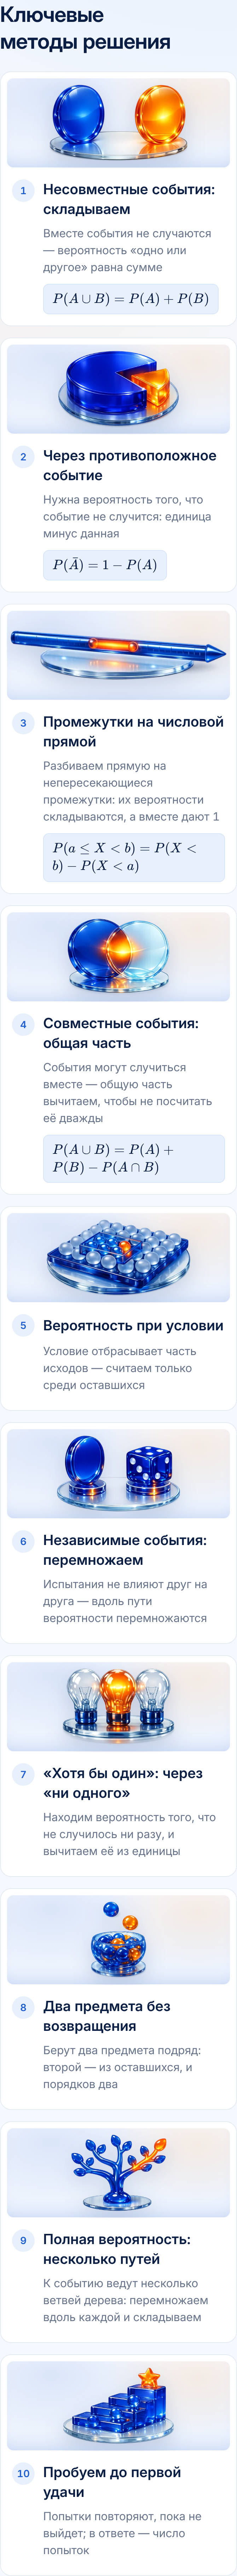 Ключевые
методы решения
1
Несовместные события:
складываем
Вместе события не случаются
— вероятность «одно или
другое» равна сумме
P(A ∪ B) = P(A) + P(B)
2
Через противоположное
событие
Нужна вероятность того, что
событие не случится: единица
минус данная
P(Ā) = 1 − P(A)
3
Промежутки на числовой
прямой
Разбиваем прямую на
непересекающиеся
промежутки: их вероятности
складываются, а вместе дают 1
P(a ≤ X < b) = P(X <
b) − P(X < a)
4
Совместные события:
общая часть
События могут случиться
вместе — общую часть
вычитаем, чтобы не посчитать
её дважды
P(A ∪ B) = P(A) +
P(B) − P(A ∩ B)
5
Вероятность при условии
Условие отбрасывает часть
исходов — считаем только
среди оставшихся
6
Независимые события:
перемножаем
Испытания не влияют друг на
друга — вдоль пути
вероятности перемножаются
7
«Хотя бы один»: через
«ни одного»
Находим вероятность того, что
не случилось ни разу, и
вычитаем её из единицы
8
Два предмета без
возвращения
Берут два предмета подряд:
второй — из оставшихся, и
порядков два
9
Полная вероятность:
несколько путей
К событию ведут несколько
ветвей дерева: перемножаем
вдоль каждой и складываем
10
Пробуем до первой
удачи
Попытки повторяют, пока не
выйдет; в ответе — число
попыток